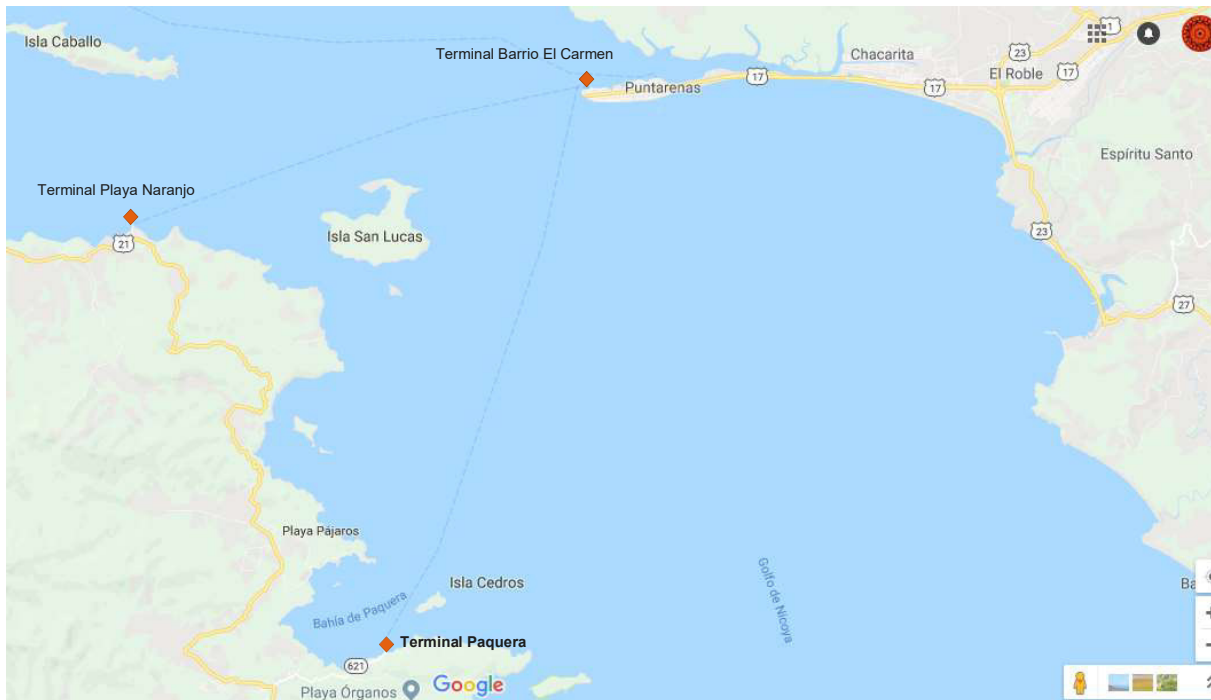 Isla Caballo
Terminal Barrio El Carmen
Chacarita
1
23
El Roble
17
Puntarenas
17
17
Espíritu Santo
Terminal Playa Naranjo
21
Isla San Lucas
23
27
Playa Pájaros
Isla Cedros
Golfo de Nicoya
Bahía de Paquera
Ba
Terminal Paquera
621
Playa Órganos
Google